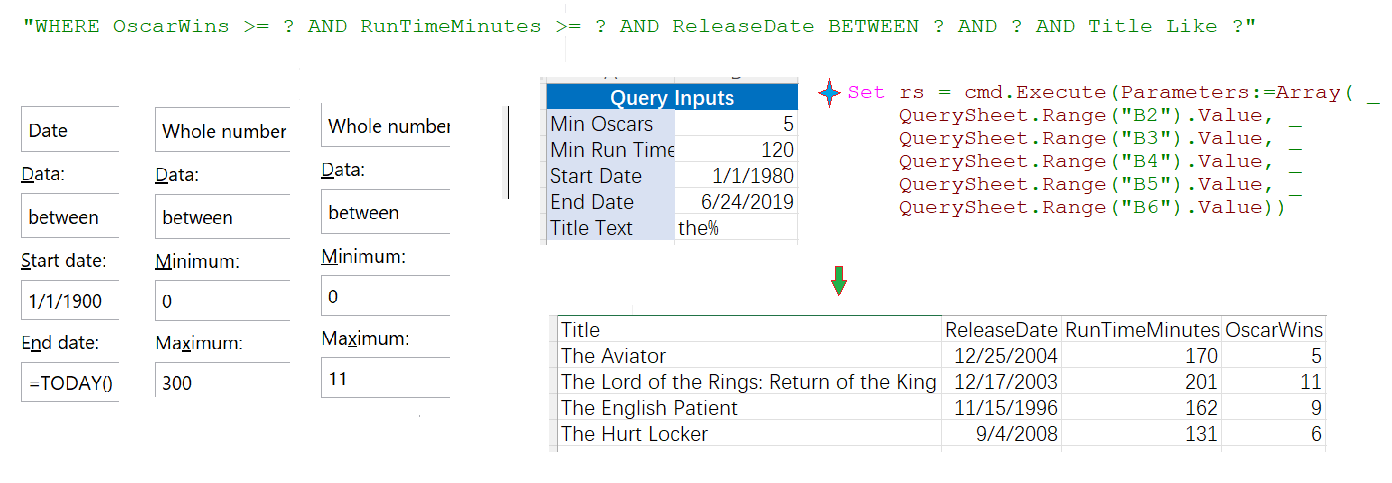 "WHERE OscarWins >= ? AND RunTimeMinutes >= ? AND ReleaseDate BETWEEN ? AND ? AND Title Like ?"
Date
Data:
between
Start date:
1/1/1900
End date:
=TODAY()
Whole number
Data:
between
Minimum:
0
Maximum:
300
Whole number
Data:
between
Minimum:
0
Maximum:
11
Query Inputs
Min Oscars 5
Min Run Time 120
Start Date 1/1/1980
End Date 6/24/2019
Title Text the%
Set rs = cmd.Execute(Parameters:=Array( _
QuerySheet.Range("B2").Value, _
QuerySheet.Range("B3").Value, _
QuerySheet.Range("B4").Value, _
QuerySheet.Range("B5").Value, _
QuerySheet.Range("B6").Value))
Title ReleaseDate RunTimeMinutes OscarWins
The Aviator 12/25/2004 170 5
The Lord of the Rings: Return of the King 12/17/2003 201 11
The English Patient 11/15/1996 162 9
The Hurt Locker 9/4/2008 131 6